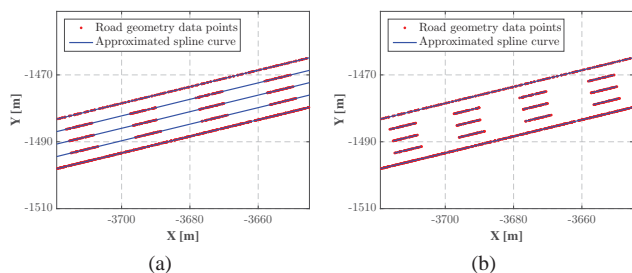 Road geometry data points
Approximated spline curve
-1470
-1490
-1510
Y [m]
-3700
-3680
-3660
X [m]
(a)
Road geometry data points
Approximated spline curve
-1470
-1490
-1510
Y [m]
-3700
-3680
-3660
X [m]
(b)